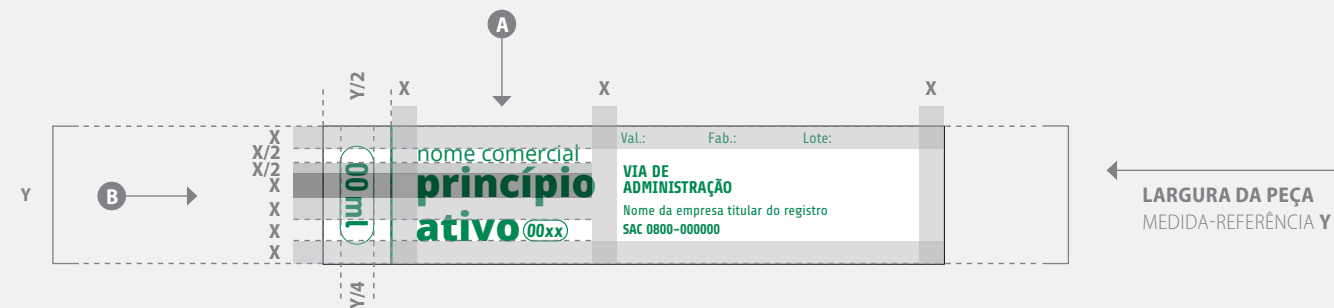 A
Y/2
X
X
X
X
X/2
X/2
X
X
X
X
Y
B
Y/4
00 mL
nome comercial
princípio
ativo 00xx
Val.: Fab.: Lote:
VIA DE
ADMINISTRAÇÃO
Nome da empresa titular do registro
SAC 0800-000000
LARGURA DA PEÇA
MEDIDA-REFERÊNCIA Y